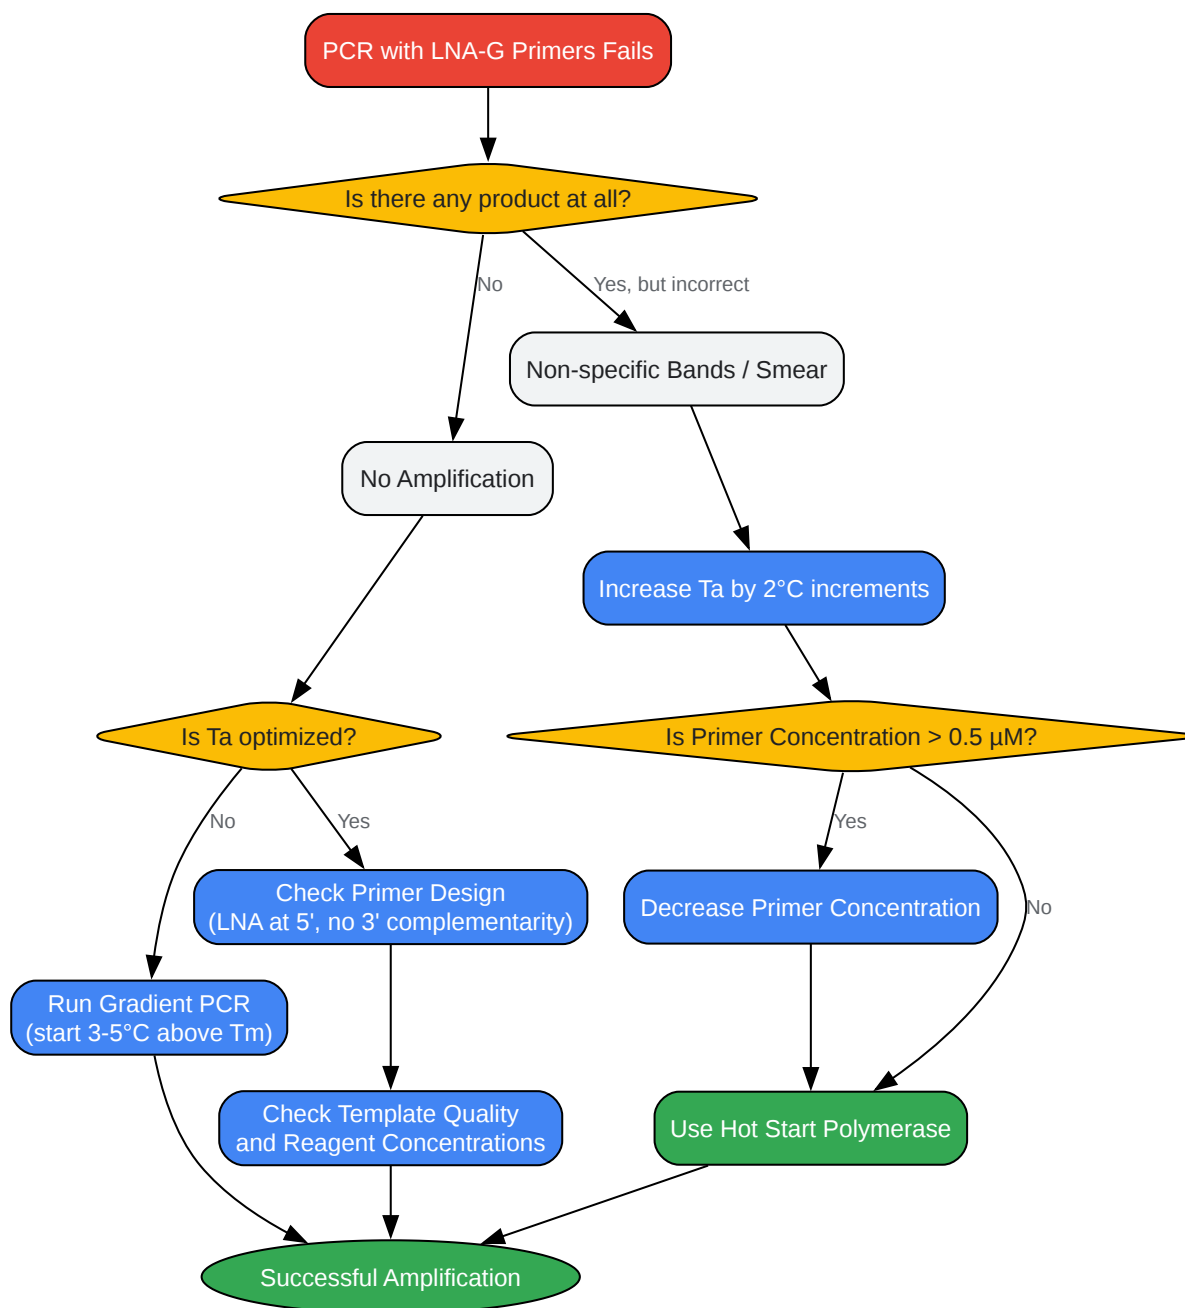 PCR with LNA-G Primers Fails
Is there any product at all?
No
Yes, but incorrect
Non-specific Bands / Smear
No Amplification
Increase Ta by 2°C increments
Is Ta optimized?
Is Primer Concentration > 0.5 µM?
No
Yes
Yes
Check Primer Design
(LNA at 5', no 3' complementarity)
Decrease Primer Concentration
No
Run Gradient PCR
(start 3-5°C above Tm)
Check Template Quality
and Reagent Concentrations
Use Hot Start Polymerase
Successful Amplification